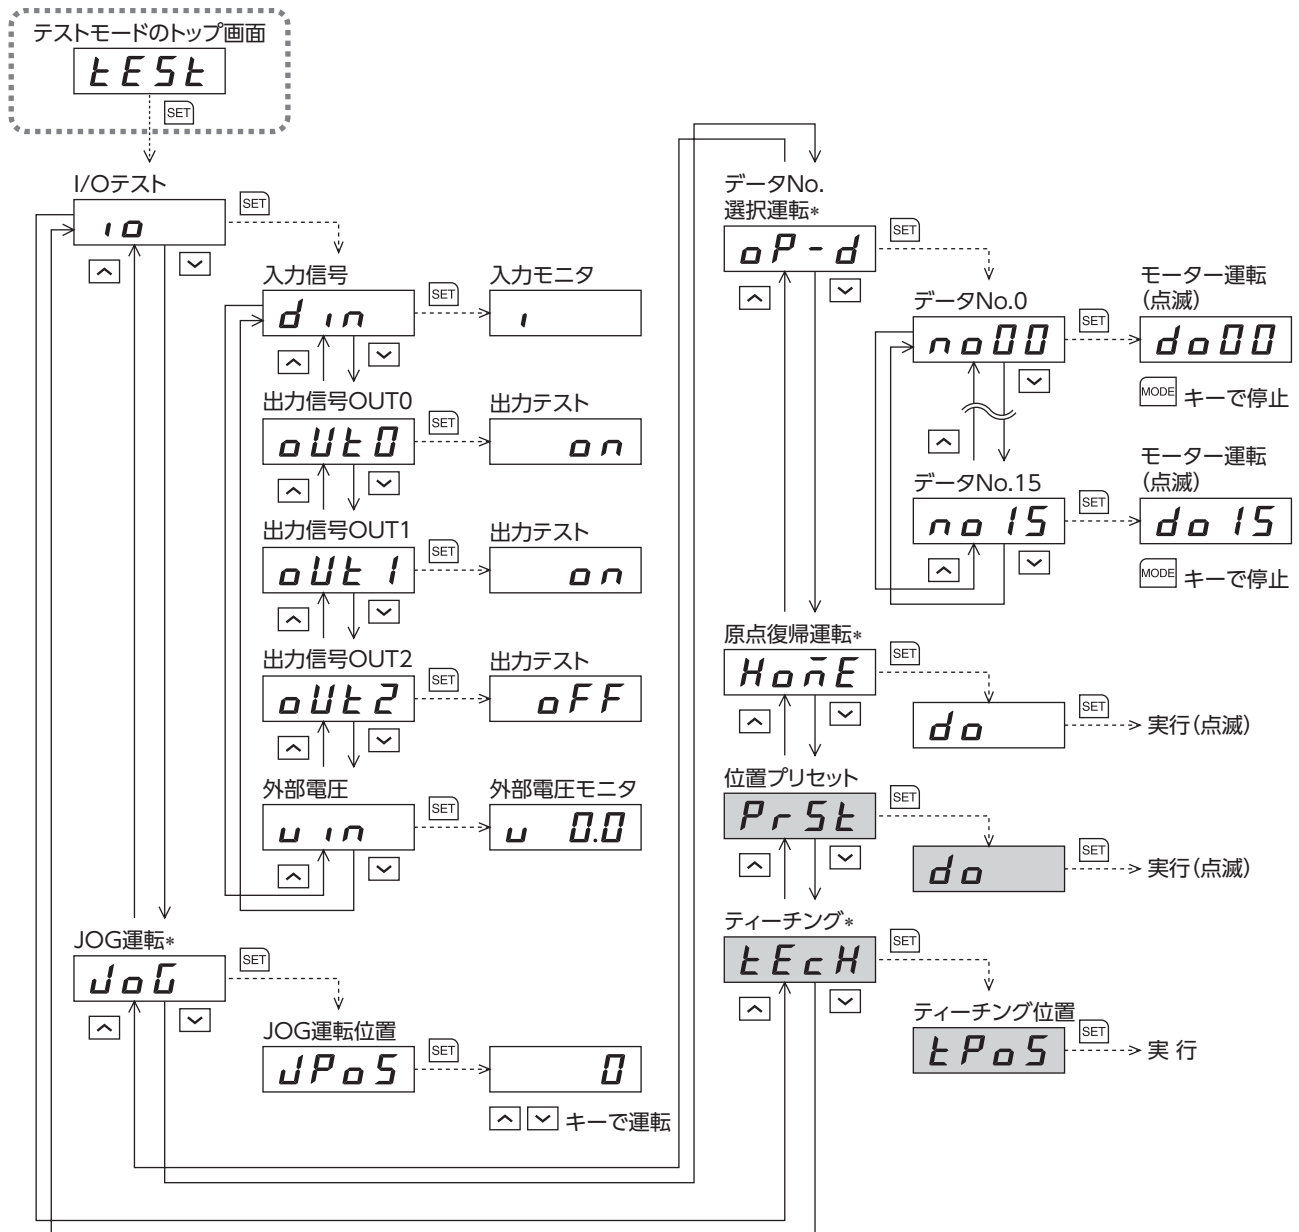 テストモードのトップ画面
tESt
SET
I/Oテスト
io
SET
入力信号
din
SET
入力モニタ
i
出力信号OUT0
oUt0
SET
出力テスト
on
出力信号OUT1
oUt1
SET
出力テスト
on
出力信号OUT2
oUt2
SET
出力テスト
oFF
外部電圧
uin
SET
外部電圧モニタ
u 0.0
JOG運転*
JoG
SET
JOG運転位置
JPoS
SET
0
キーで運転
データNo.
選択運転*
oP-d
SET
データNo.0
no00
SET
モーター運転
(点滅)
do00
MODE キーで停止
データNo.15
no15
SET
モーター運転
(点滅)
do15
MODE キーで停止
原点復帰運転*
HomE
SET
do
SET
実行(点滅)
位置プリセット
PrSt
SET
do
SET
実行(点滅)
ティーチング*
tEcH
SET
ティーチング位置
tPoS
SET
実 行